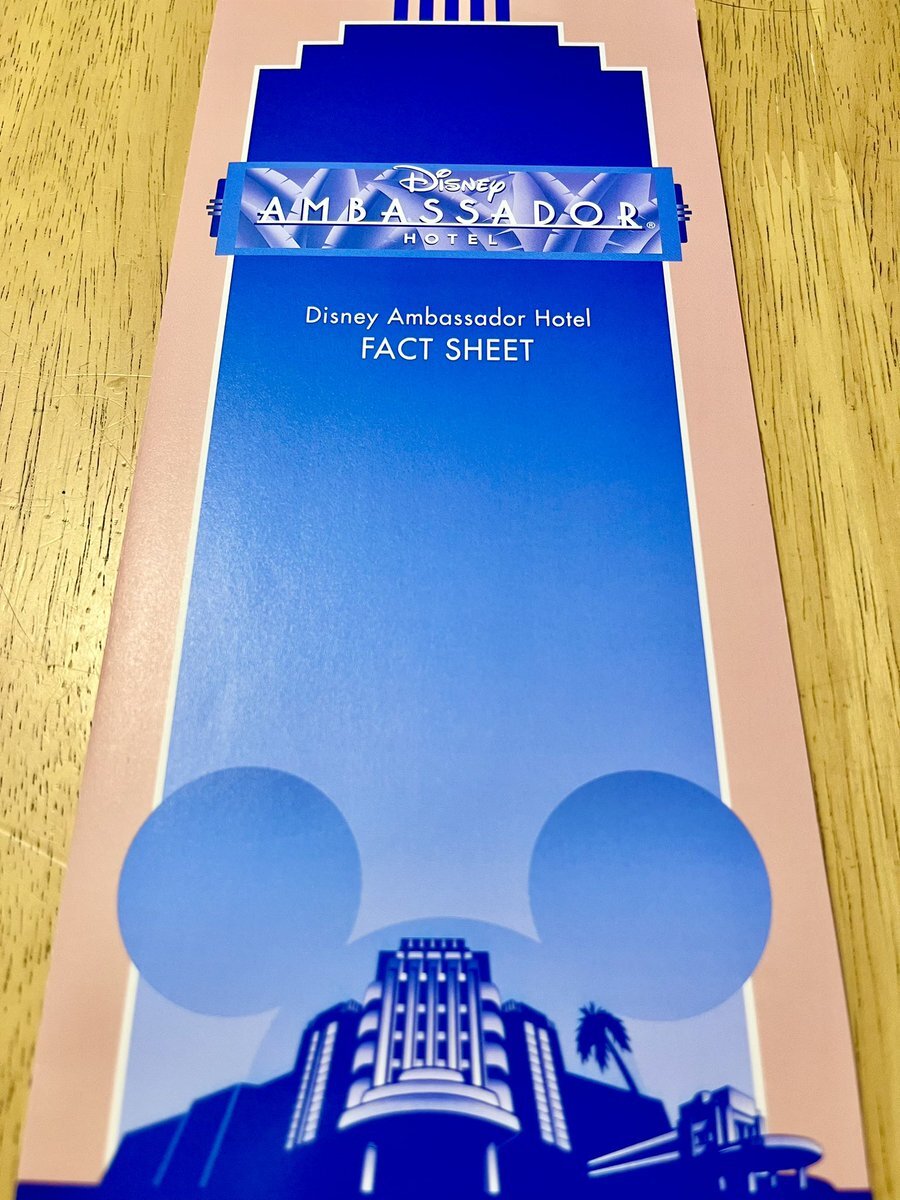 Disney
AMBASSADOR®
HOTEL
Disney Ambassador Hotel
FACT SHEET